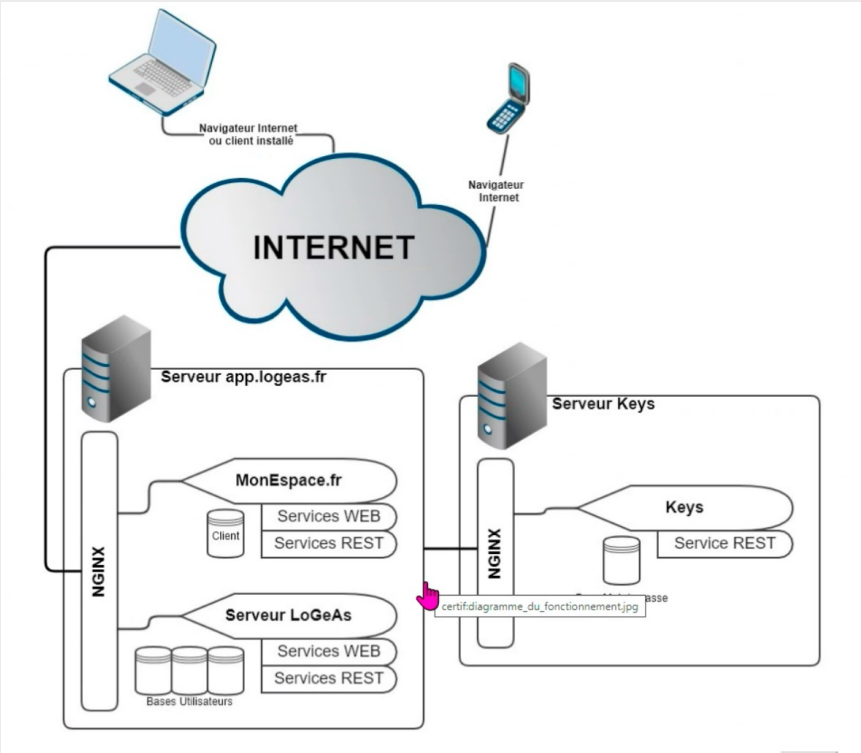 Navigateur Internet
ou client installé
Navigateur
Internet
INTERNET
Serveur app.logeas.fr
Serveur Keys
NGINX
MonEspace.fr
Client
Services WEB
Services REST
Serveur LoGeAs
Services WEB
Services REST
Bases Utilisateurs
NGINX
Keys
Service REST
certif:diagramme_du_fonctionnement.jpg